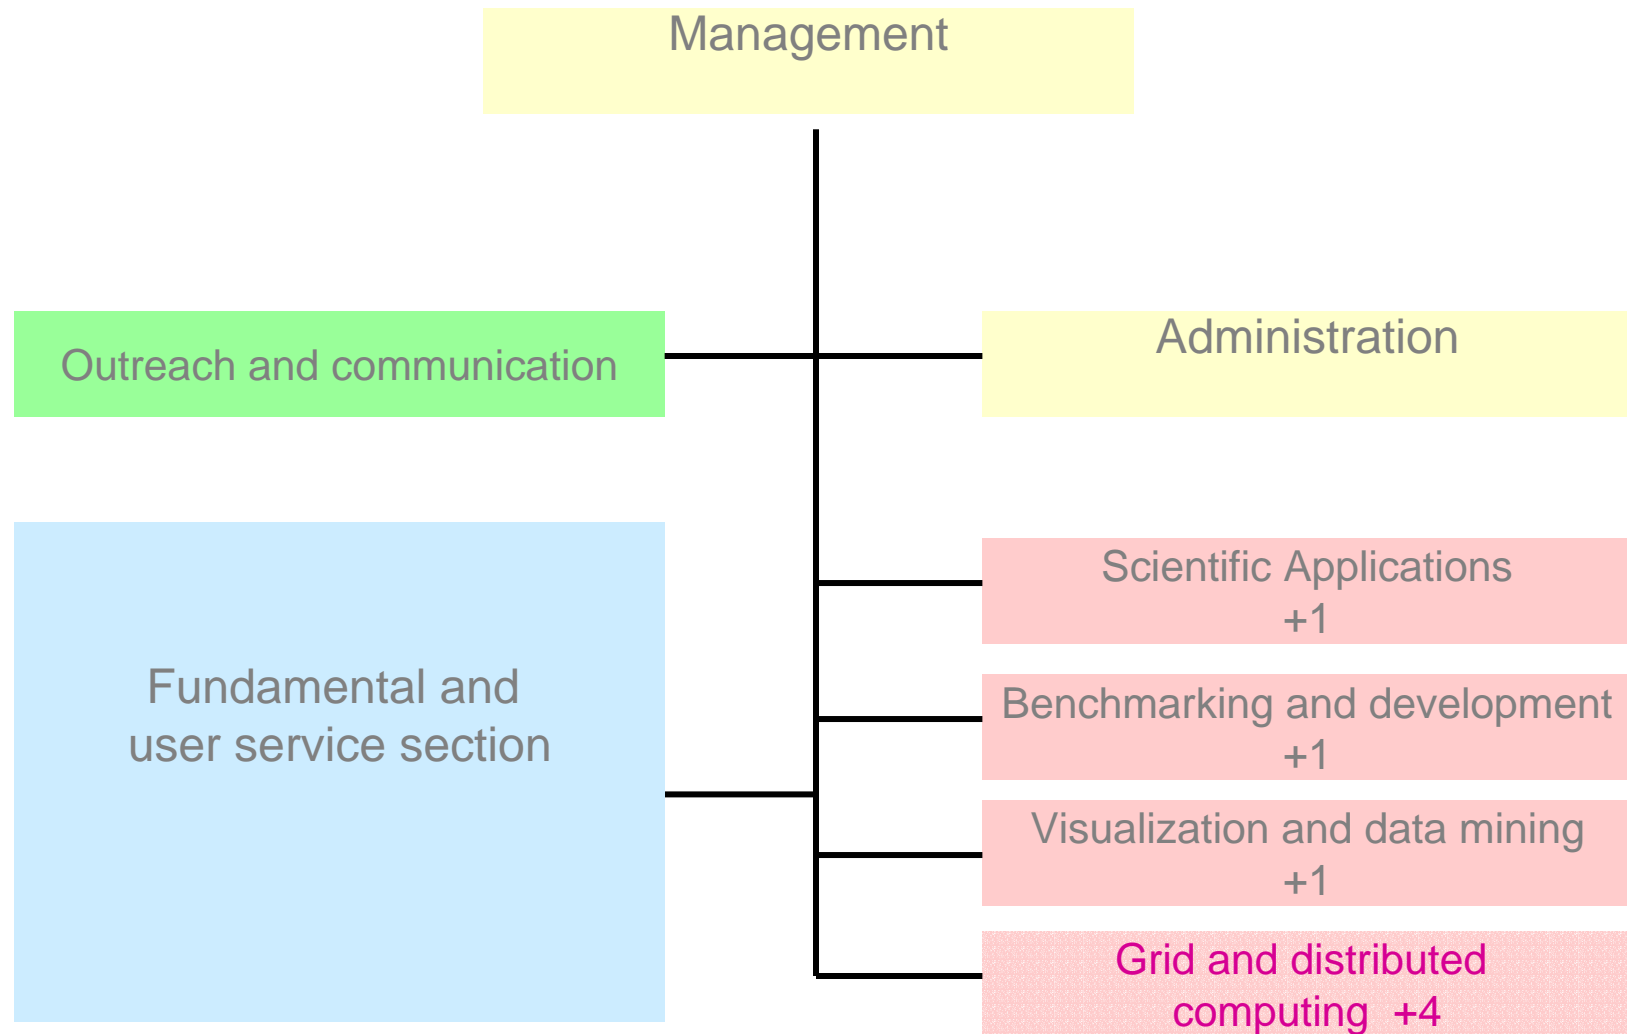 Management
Outreach and communication
Administration
Fundamental and
user service section
Scientific Applications
+1
Benchmarking and development
+1
Visualization and data mining
+1
Grid and distributed
computing +4